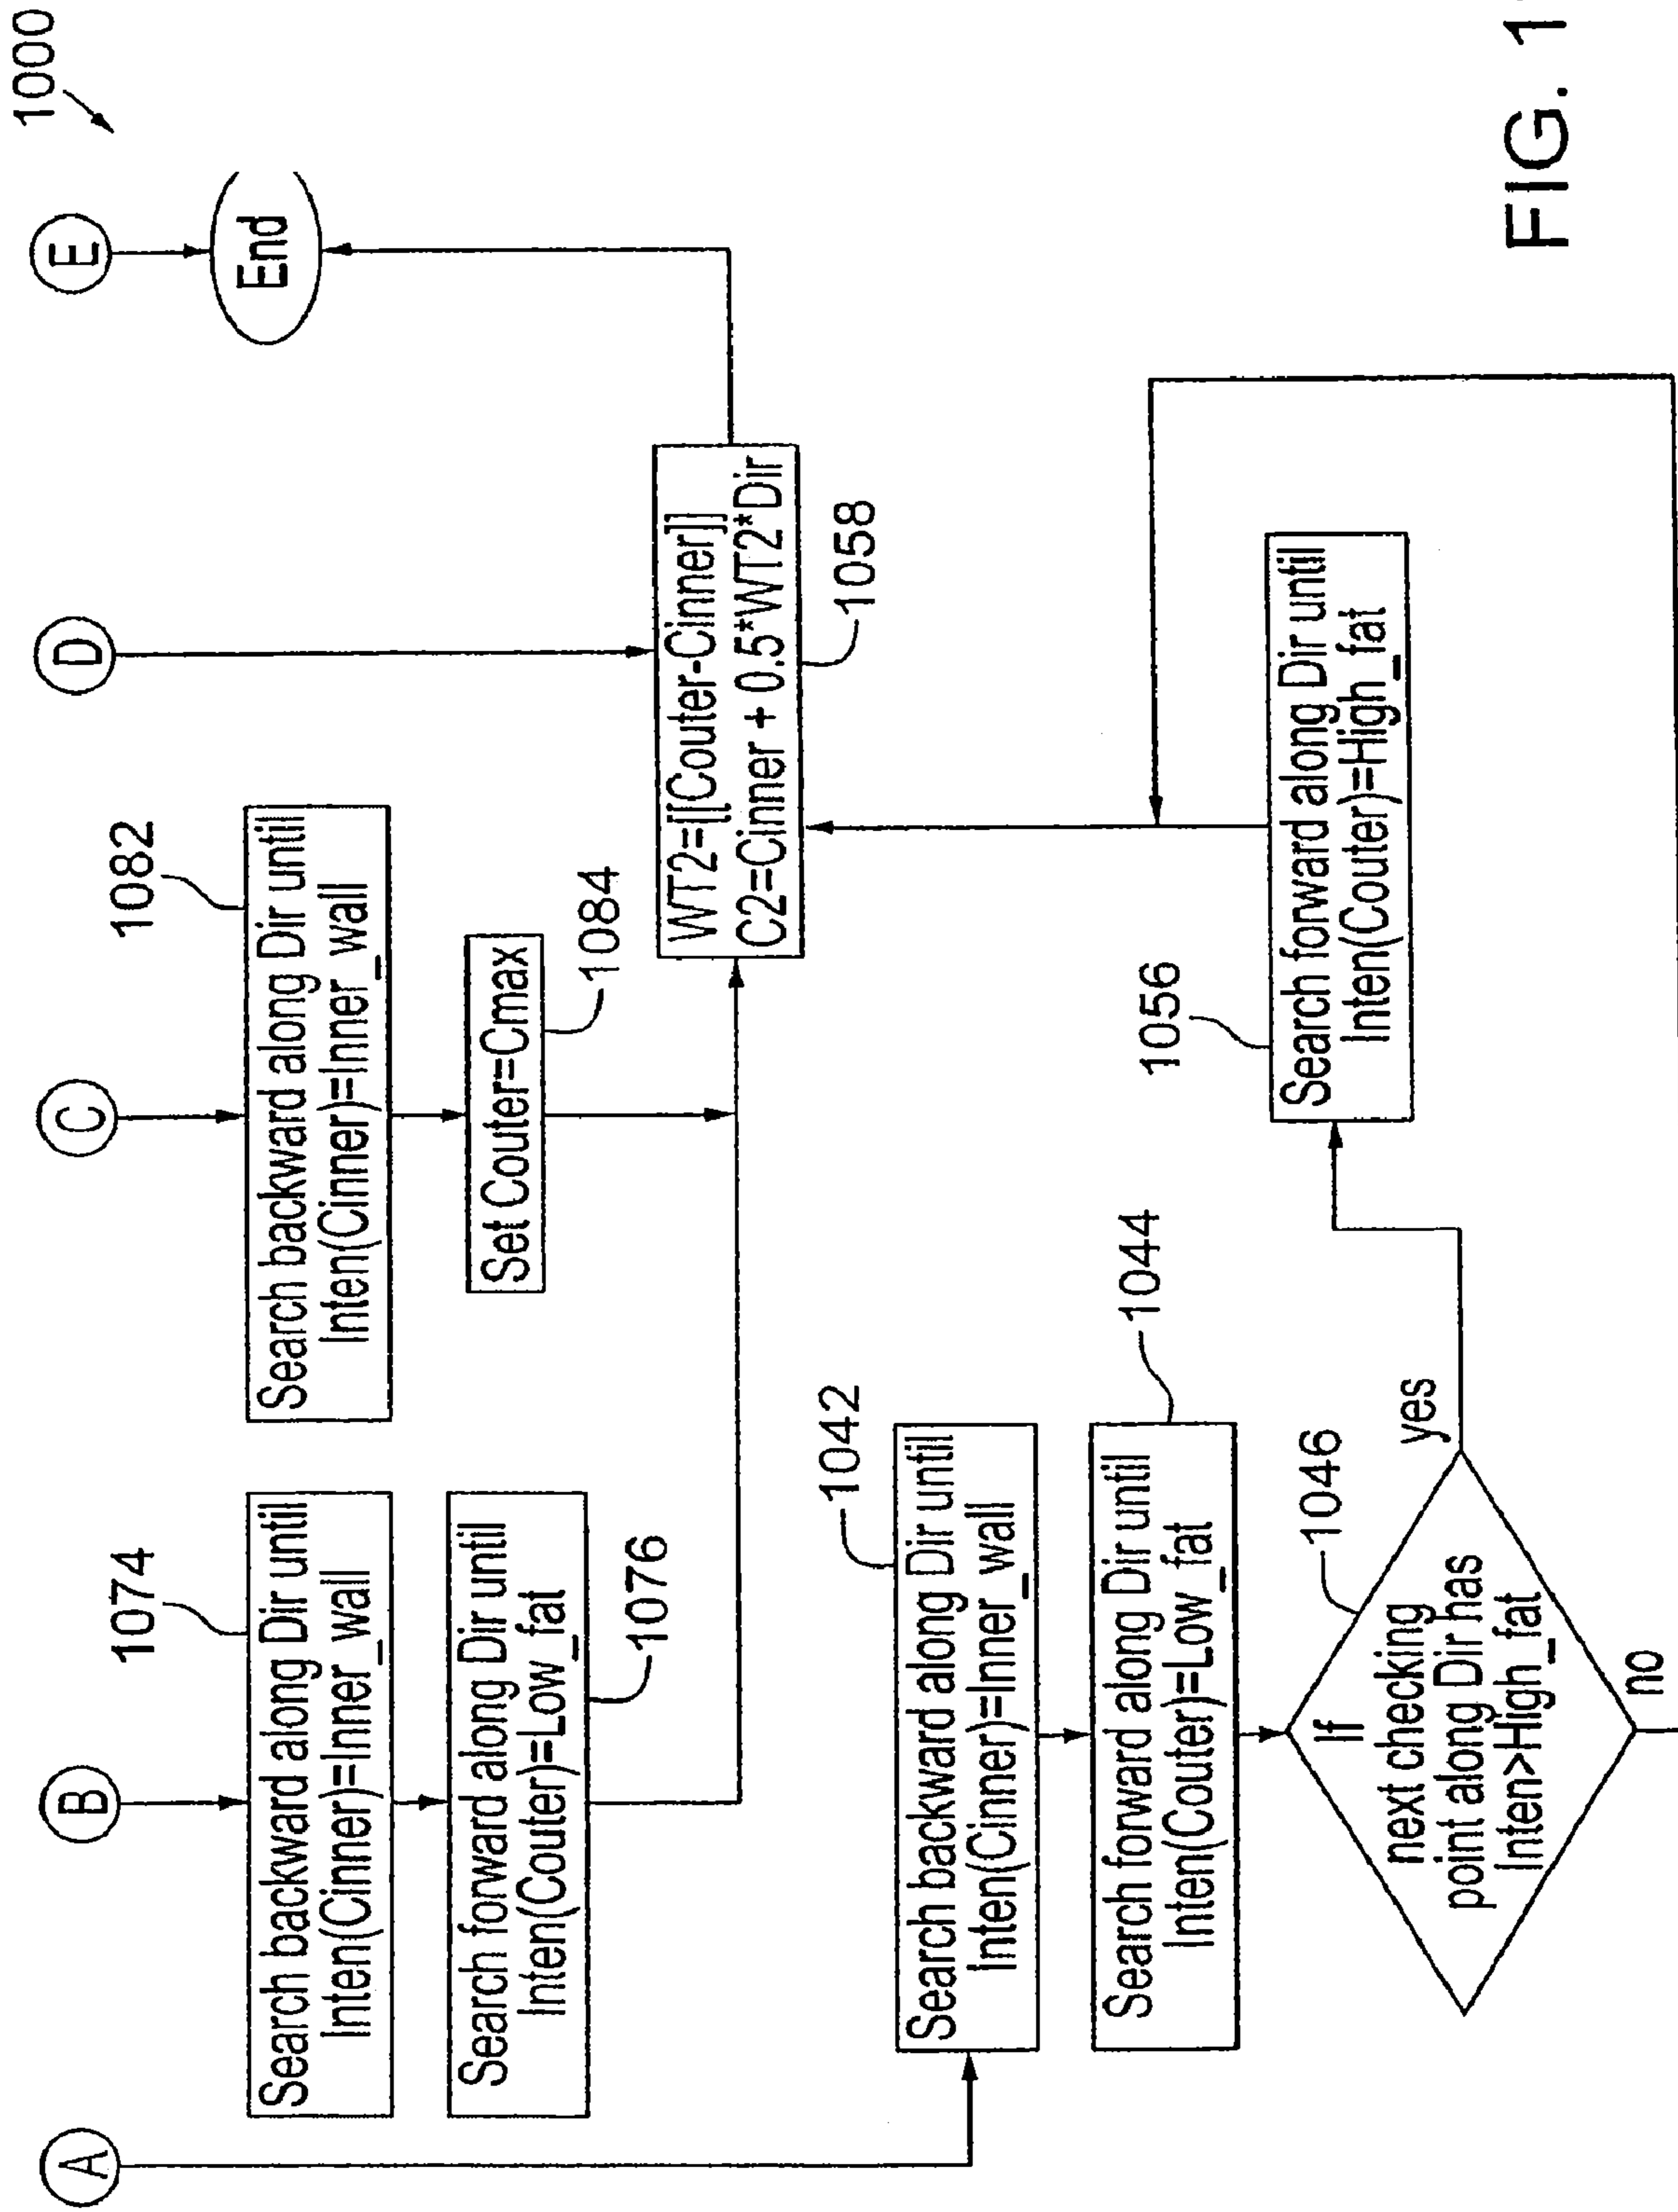 1000
A
B
C
D
E
1074
Search backward along Dir until
Inten(Cinner)=Inner_wall
Search forward along Dir until
Inten(Couter)=Low_fat
1076
1082
Search backward along Dir until
Inten(Cinner)=Inner_wall
Set Couter=Cmax
1084
End
WT2=[[Couter-Cinner]]
C2=Cinner + 0.5*WT2*Dir
1058
1042
Search backward along Dir until
Inten(Cinner)=Inner_wall
Search forward along Dir until
Inten(Couter)=Low_fat
1044
If
next checking
point along Dir has
Inten>High_fat
1046
yes
no
1056
Search forward along Dir until
Inten(Couter)=High_fat
FIG. 1